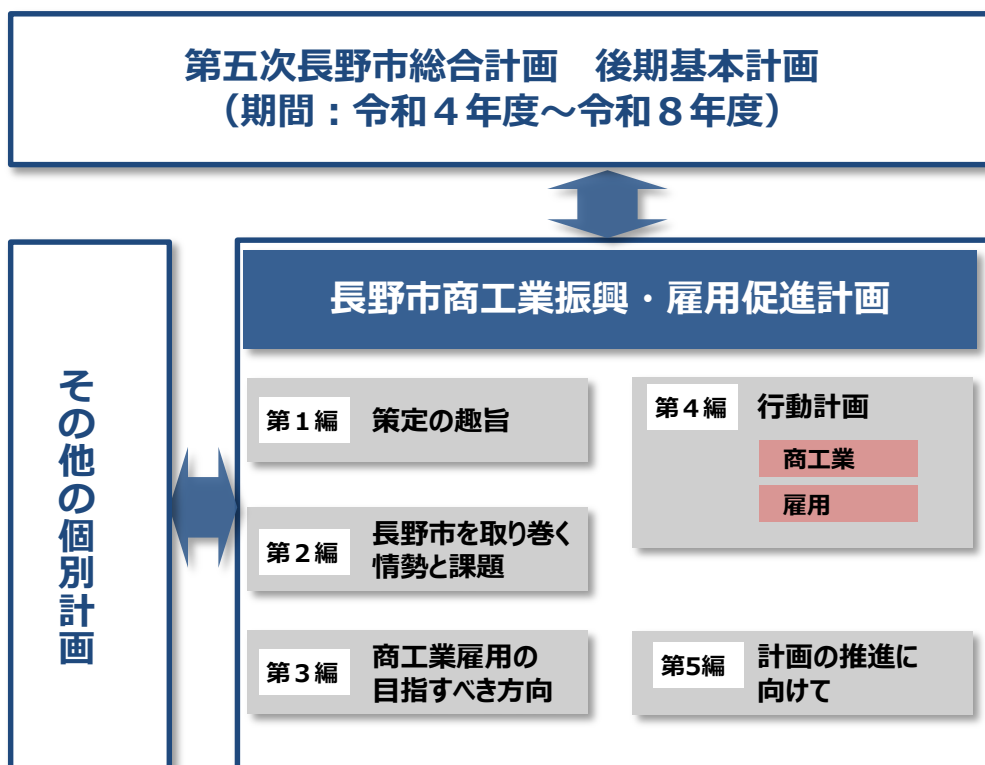 第五次長野市総合計画　後期基本計画
（期間：令和４年度～令和８年度）
その他の個別計画
長野市商工業振興・雇用促進計画
第１編　策定の趣旨
第２編　長野市を取り巻く
情勢と課題
第３編　商工業雇用の
目指すべき方向
第４編　行動計画
商工業
雇用
第5編　計画の推進に
向けて